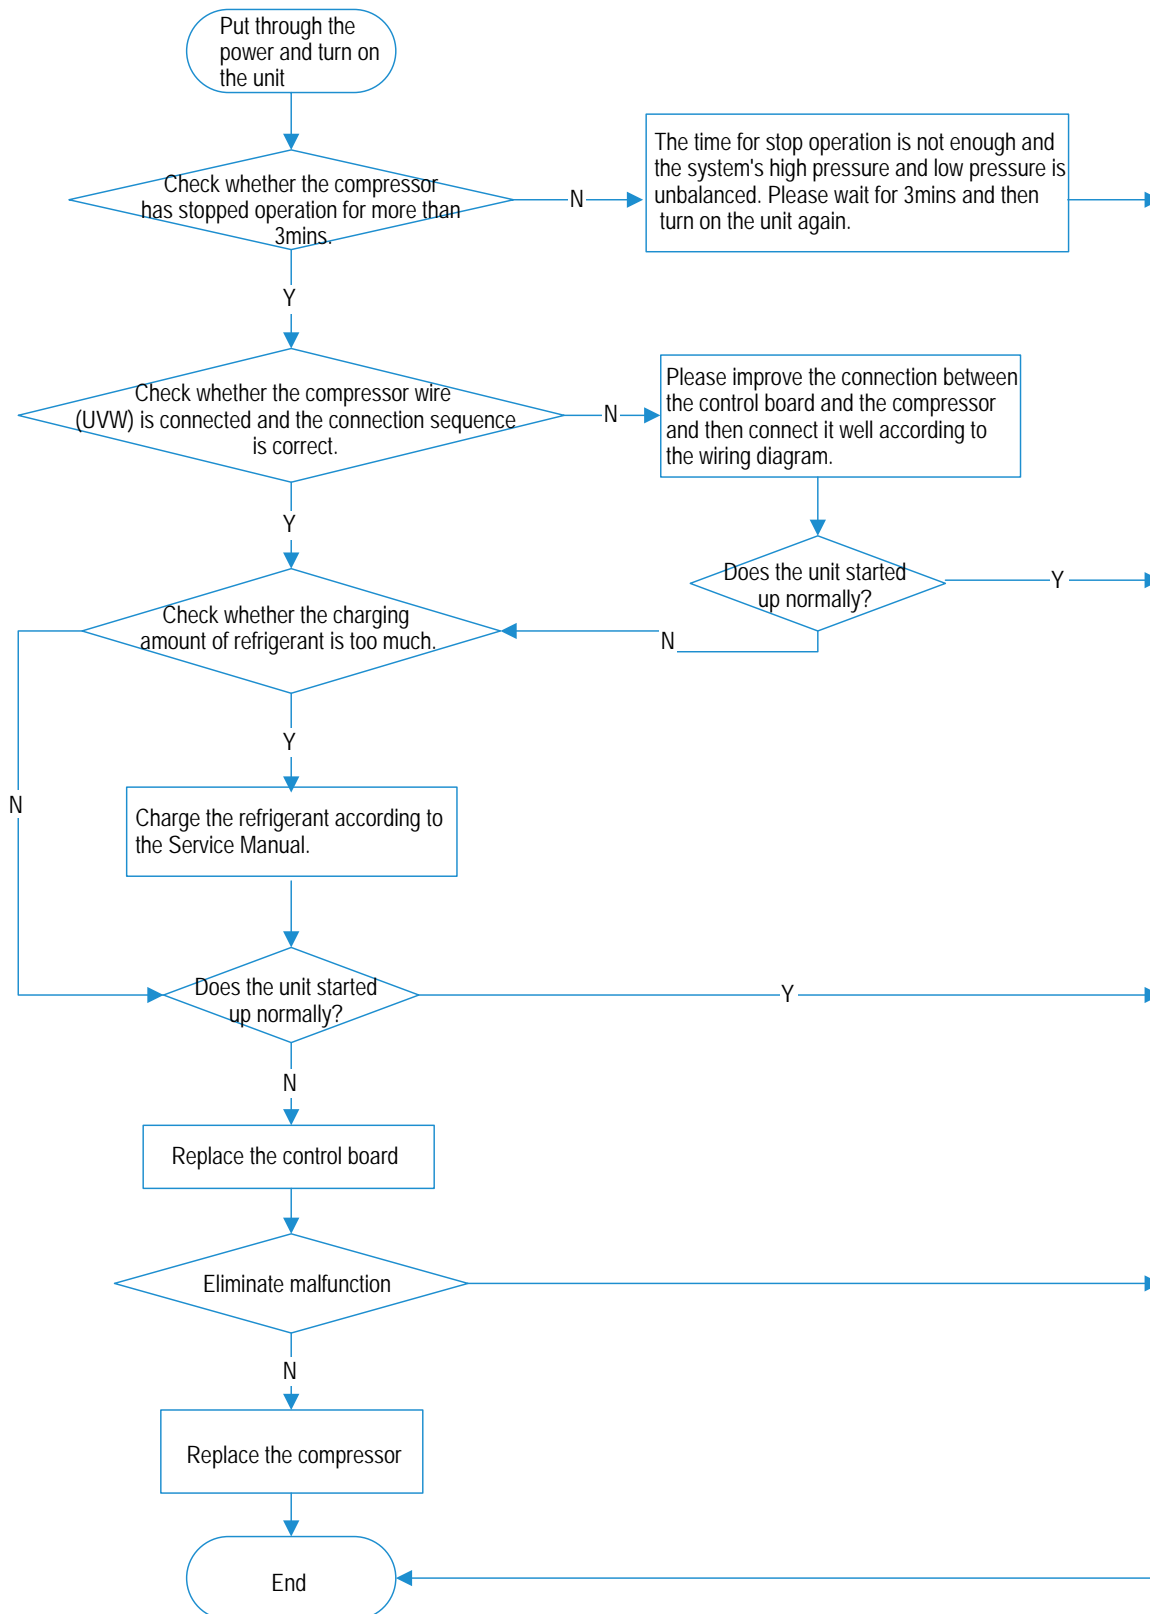 Put through the
power and turn on
the unit
Check whether the compressor
has stopped operation for more than
3mins.
N
The time for stop operation is not enough and
the system's high pressure and low pressure is
unbalanced. Please wait for 3mins and then
turn on the unit again.
Y
Check whether the compressor wire
(UVW) is connected and the connection sequence
is correct.
N
Please improve the connection between
the control board and the compressor
and then connect it well according to
the wiring diagram.
Y
Does the unit started
up normally?
Y
N
Check whether the charging
amount of refrigerant is too much.
Y
N
Charge the refrigerant according to
the Service Manual.
Does the unit started
up normally?
Y
N
Replace the control board
Eliminate malfunction
N
Replace the compressor
End